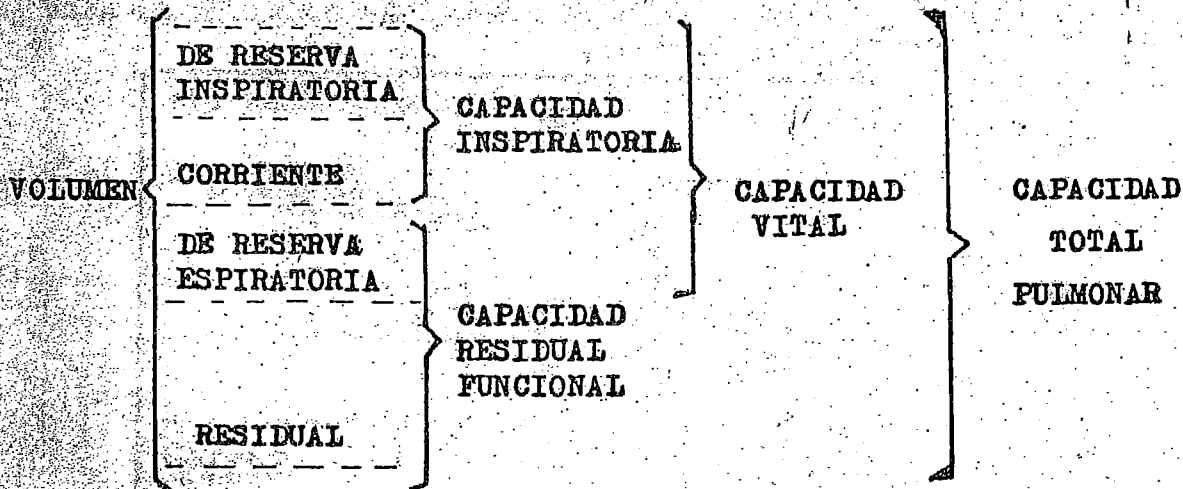 DE RESERVA
INSPIRATORIA
CORRIENTE
VOLUMEN
DE RESERVA
ESPIRATORIA
RESIDUAL
CAPACIDAD
INSPIRATORIA
CAPACIDAD
RESIDUAL
FUNCIONAL
CAPACIDAD
VITAL
CAPACIDAD
TOTAL
PULMONAR